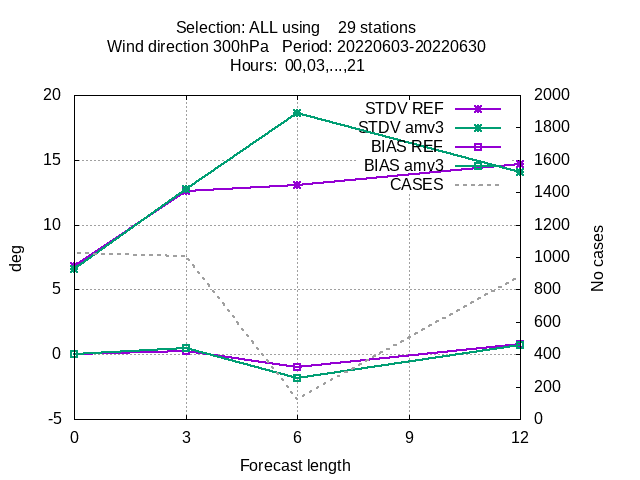 Selection: ALL using    29 stations
Wind direction 300hPa   Period: 20220603-20220630
Hours:  00,03,...,21
STDV REF
STDV amv3
BIAS REF
BIAS amv3
CASES
20
15
10
5
0
-5
deg
2000
1800
1600
1400
1200
1000
800
600
400
200
0
No cases
0 3 6 9 12
Forecast length